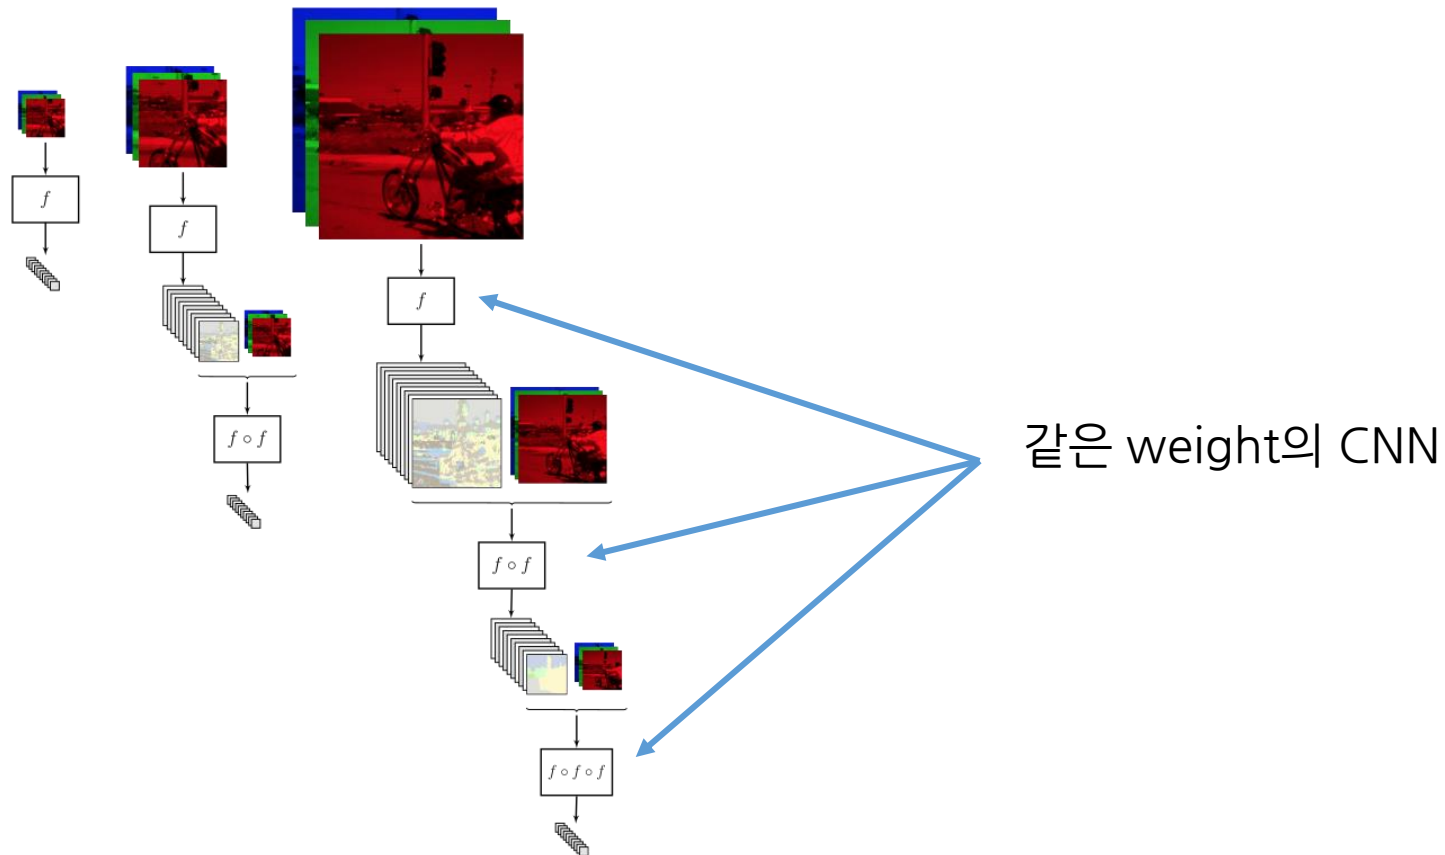 f
f
f
f ∘ f
f ∘ f
f ∘ f ∘ f
같은 weight의 CNN